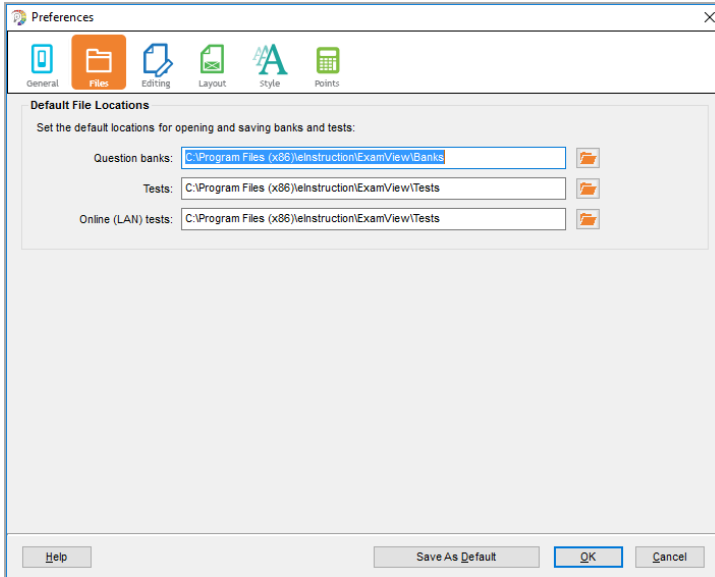 Preferences
General Files Editing Layout Style Points
Default File Locations
Set the default locations for opening and saving banks and tests:
Question banks: C:\Program Files (x86)\eInstruction\ExamView\Banks
Tests: C:\Program Files (x86)\eInstruction\ExamView\Tests
Online (LAN) tests: C:\Program Files (x86)\eInstruction\ExamView\Tests
Help Save As Default OK Cancel